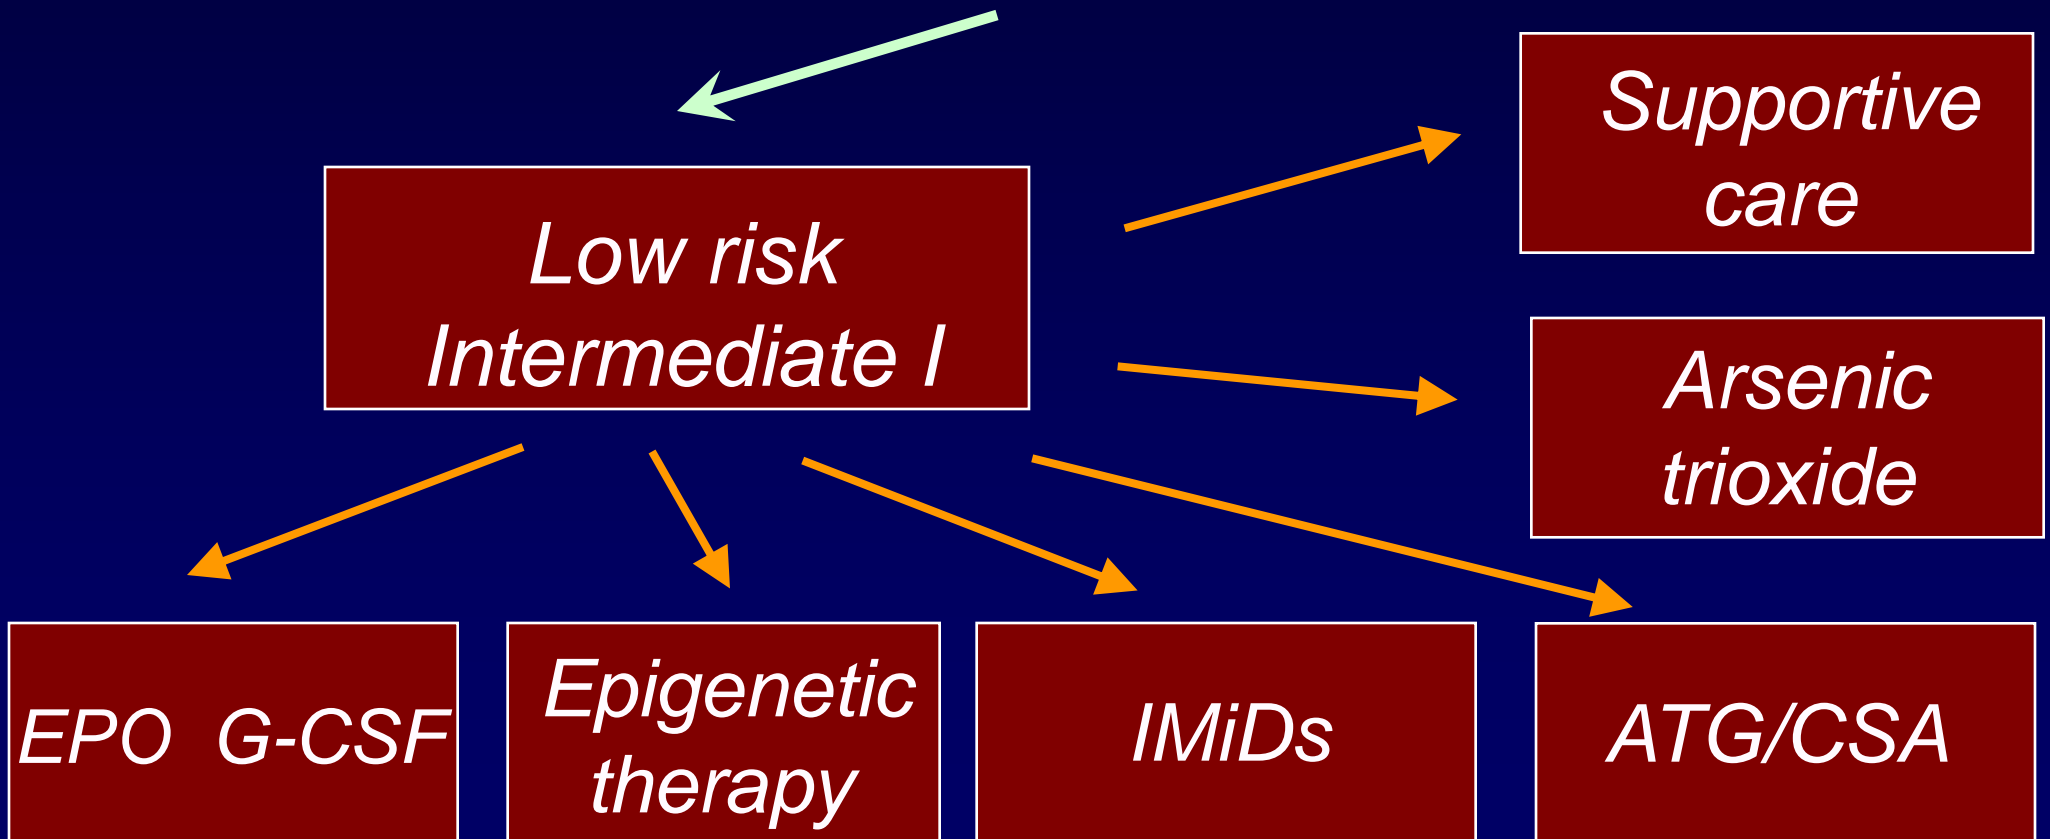 Supportive
care
Low risk
Intermediate I
Arsenic
trioxide
EPO G-CSF
Epigenetic
therapy
IMiDs
ATG/CSA